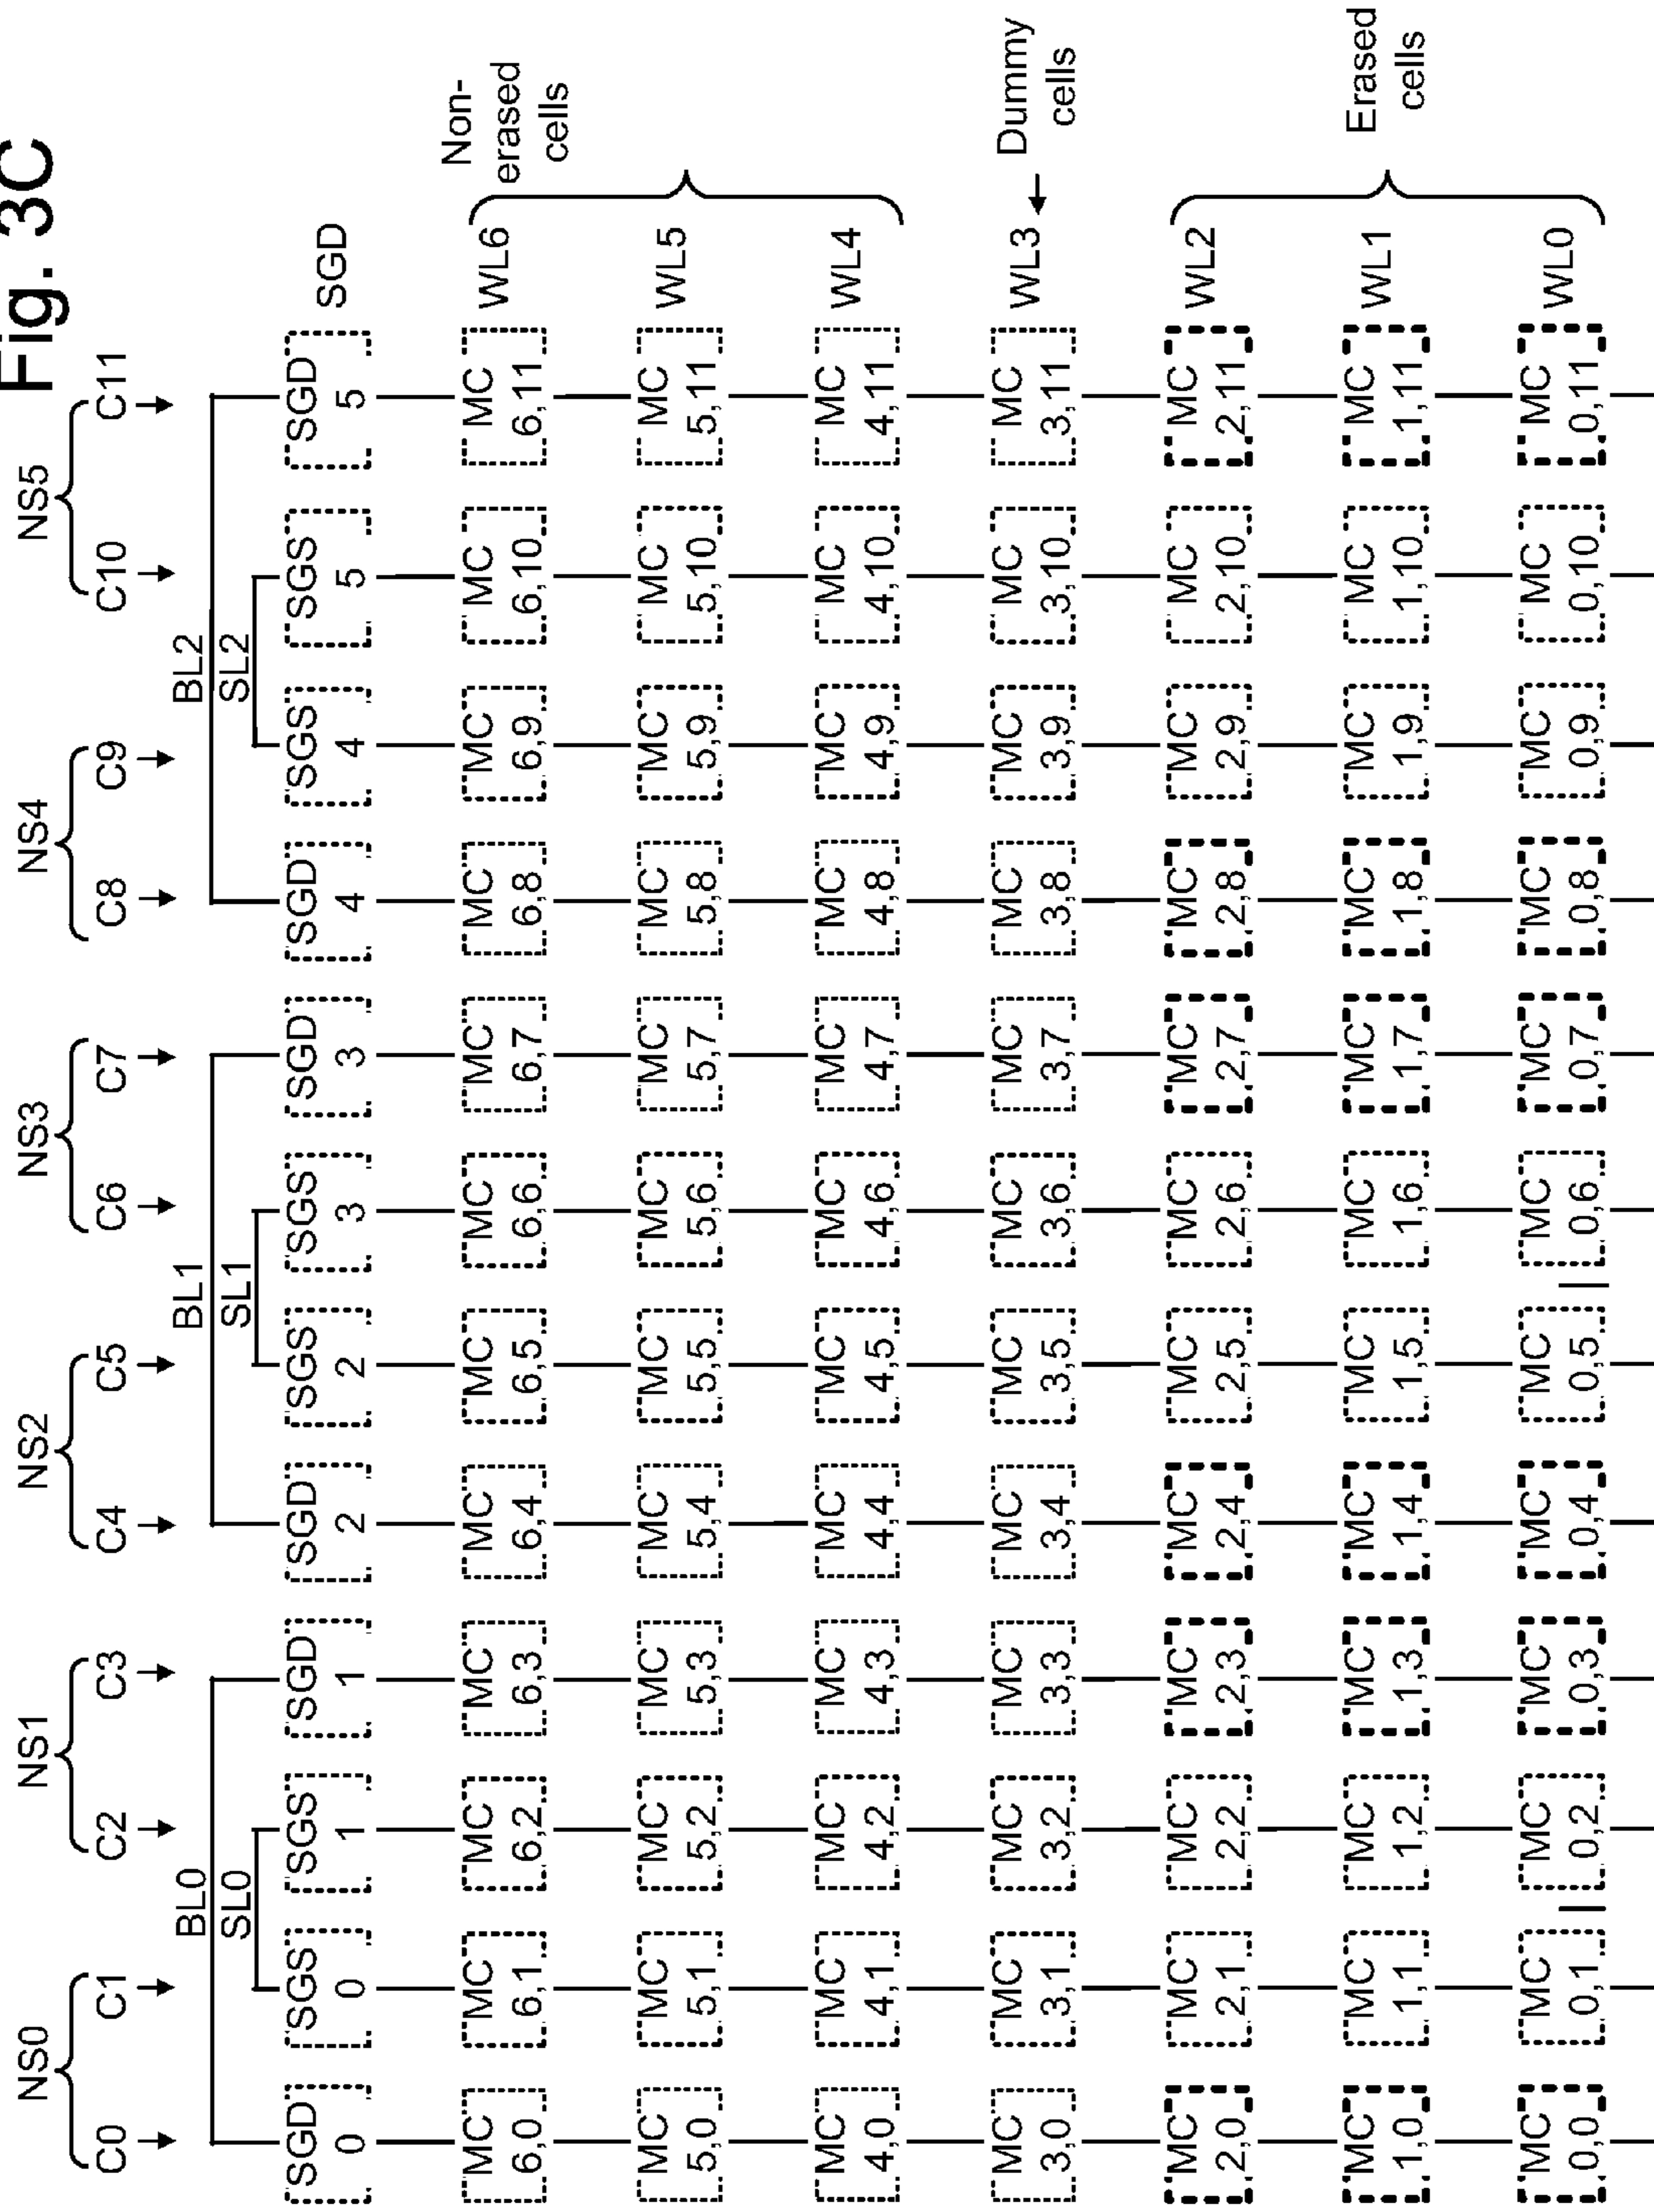 Fig. 3C
NS0 NS1 NS2 NS3 NS4 NS5
C0 C1 C2 C3 C4 C5 C6 C7 C8 C9 C10 C11
BL0 BL1 BL2
SL0 SL1 SL2
SGD SGS SGS SGD SGD SGS SGS SGD SGD SGS SGS SGD SGD
0 0 1 1 2 2 3 3 4 4 5 5
MC MC MC MC MC MC MC MC MC MC MC MC WL6
6,0 6,1 6,2 6,3 6,4 6,5 6,6 6,7 6,8 6,9 6,10 6,11
Non-
erased
cells
MC MC MC MC MC MC MC MC MC MC MC MC WL5
5,0 5,1 5,2 5,3 5,4 5,5 5,6 5,7 5,8 5,9 5,10 5,11
MC MC MC MC MC MC MC MC MC MC MC MC WL4
4,0 4,1 4,2 4,3 4,4 4,5 4,6 4,7 4,8 4,9 4,10 4,11
MC MC MC MC MC MC MC MC MC MC MC MC WL3
3,0 3,1 3,2 3,3 3,4 3,5 3,6 3,7 3,8 3,9 3,10 3,11
Dummy
cells
MC MC MC MC MC MC MC MC MC MC MC MC WL2
2,0 2,1 2,2 2,3 2,4 2,5 2,6 2,7 2,8 2,9 2,10 2,11
MC MC MC MC MC MC MC MC MC MC MC MC WL1
1,0 1,1 1,2 1,3 1,4 1,5 1,6 1,7 1,8 1,9 1,10 1,11
Erased
cells
MC MC MC MC MC MC MC MC MC MC MC MC WL0
0,0 0,1 0,2 0,3 0,4 0,5 0,6 0,7 0,8 0,9 0,10 0,11